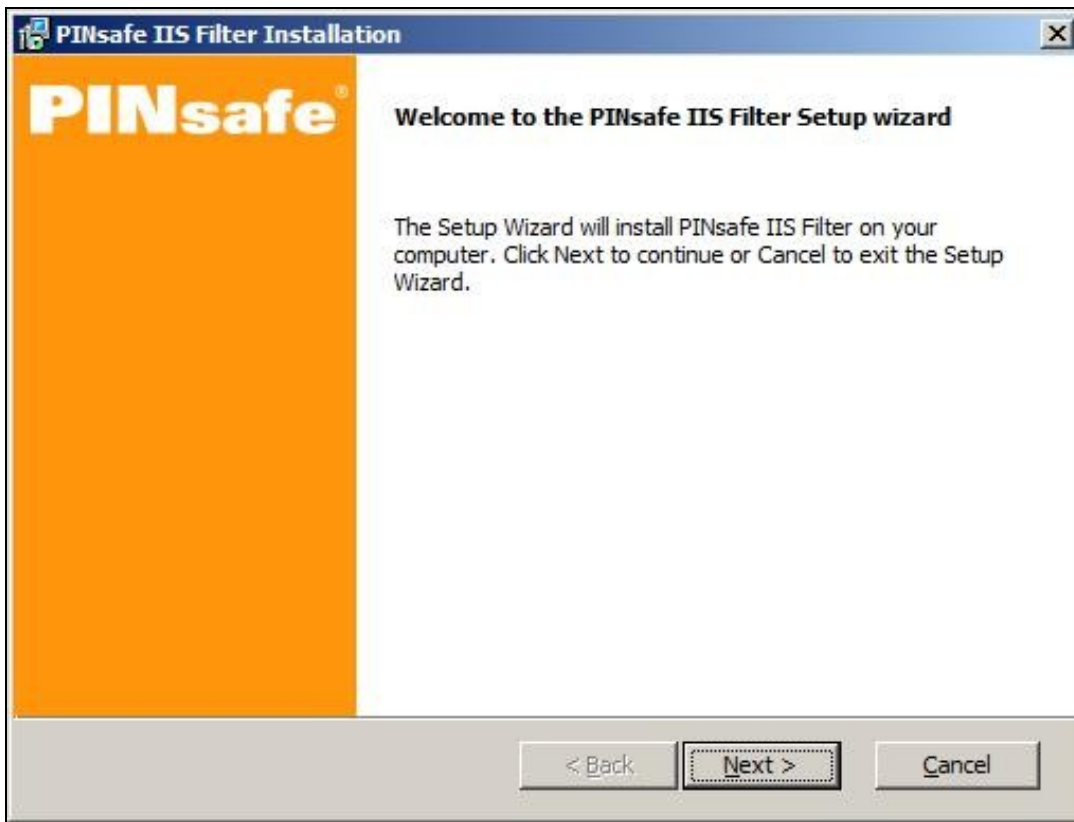 PINsafe IIS Filter Installation
PINsafe®
Welcome to the PINsafe IIS Filter Setup wizard
The Setup Wizard will install PINsafe IIS Filter on your
computer. Click Next to continue or Cancel to exit the Setup
Wizard.
< Back Next > Cancel